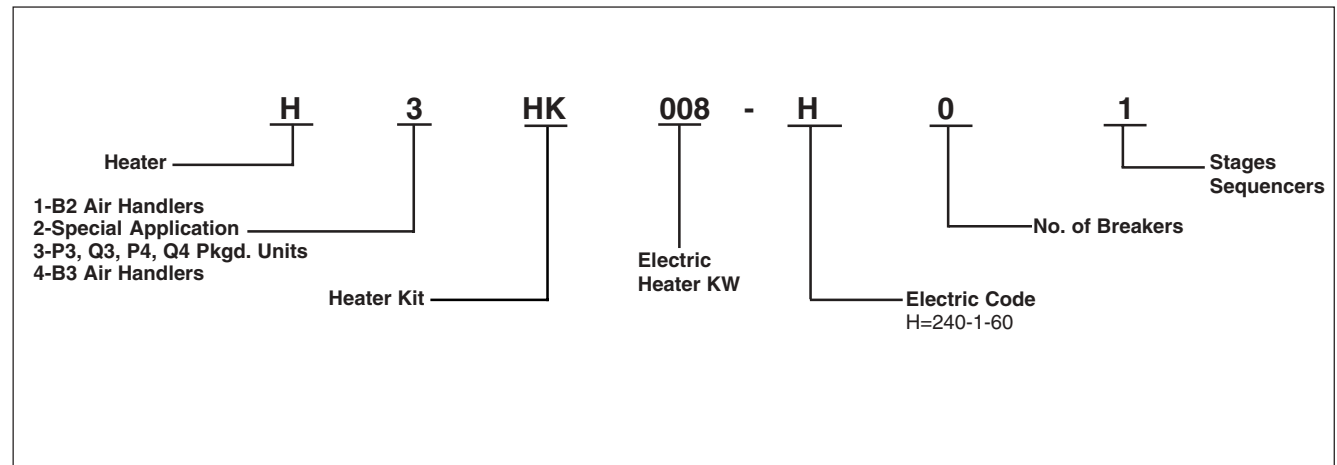 H 3 HK 008 - H 0 1
Heater
1-B2 Air Handlers
2-Special Application
3-P3, Q3, P4, Q4 Pkgd. Units
4-B3 Air Handlers
Heater Kit
Electric
Heater KW
Electric Code
H=240-1-60
No. of Breakers
Stages
Sequencers